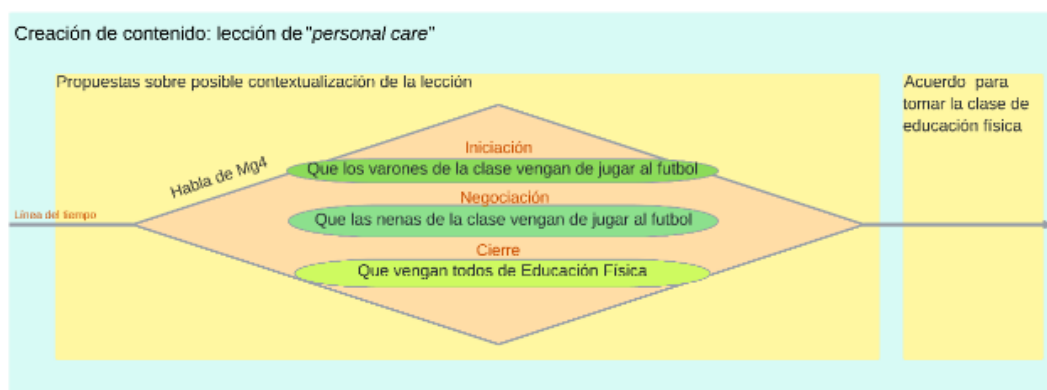 Creación de contenido: lección de "personal care"
Propuestas sobre posible contextualización de la lección
Acuerdo para
tomar la clase de
educación física
Habla de Mg4
Iniciación
Que los varones de la clase vengan de jugar al futbol
Negociación
Línea del tiempo
Que las nenas de la clase vengan de jugar al futbol
Cierre
Que vengan todos de Educación Física